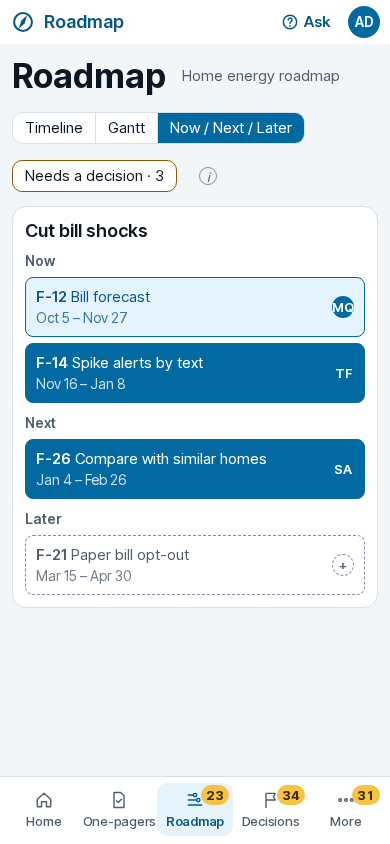 Roadmap
Ask
AD
Roadmap
Home energy roadmap
Timeline
Gantt
Now / Next / Later
Needs a decision · 3
i
Cut bill shocks
Now
F-12 Bill forecast
Oct 5 – Nov 27
MQ
F-14 Spike alerts by text
Nov 16 – Jan 8
TF
Next
F-26 Compare with similar homes
Jan 4 – Feb 26
SA
Later
F-21 Paper bill opt-out
Mar 15 – Apr 30
+
23
34
31
Home
One-pagers
Roadmap
Decisions
More